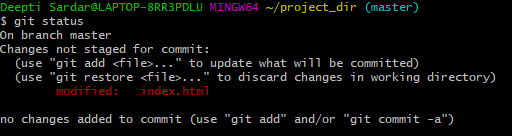 Deepti Sardar@LAPTOP-8RR3PDLU MINGW64 ~/project_dir (master)
$ git status
On branch master
Changes not staged for commit:
  (use "git add <file>..." to update what will be committed)
  (use "git restore <file>..." to discard changes in working directory)
        modified:   index.html

no changes added to commit (use "git add" and/or "git commit -a")